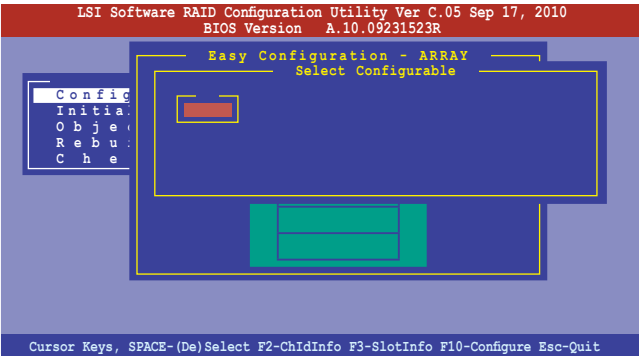 LSI Software RAID Configuration Utility Ver C.05 Sep 17, 2010
BIOS Version A.10.09231523R
Easy Configuration - ARRAY
Select Configurable
Config
Initia
Obje
Rebu
Che
Cursor Keys, SPACE-(De)Select F2-ChIdInfo F3-SlotInfo F10-Configure Esc-Quit